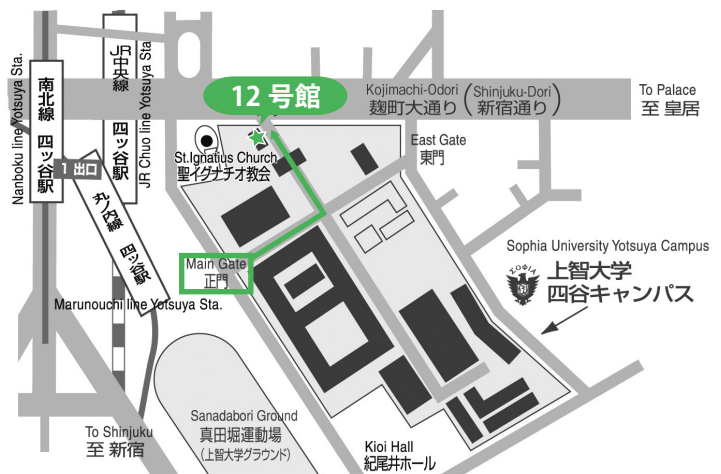 Nanboku line Yotsuya Sta.
南北線 四ッ谷駅
JR中央線 四ッ谷駅
JR Chuo line Yotsuya Sta.
1 出口
丸ノ内線 四ッ谷駅
Marunouchi line Yotsuya Sta.
12 号館
Kojimachi-Odori (Shinjuku-Dori)
麹町大通り(新宿通り)
To Palace
至 皇居
East Gate
東門
St.Ignatius Church
聖イグナチオ教会
Main Gate
正門
Sophia University Yotsuya Campus
ΣΟΦΙΑ
上智大学
四谷キャンパス
To Shinjuku
至 新宿
Sanadabori Ground
真田堀運動場
(上智大学グラウンド)
Kioi Hall
紀尾井ホール